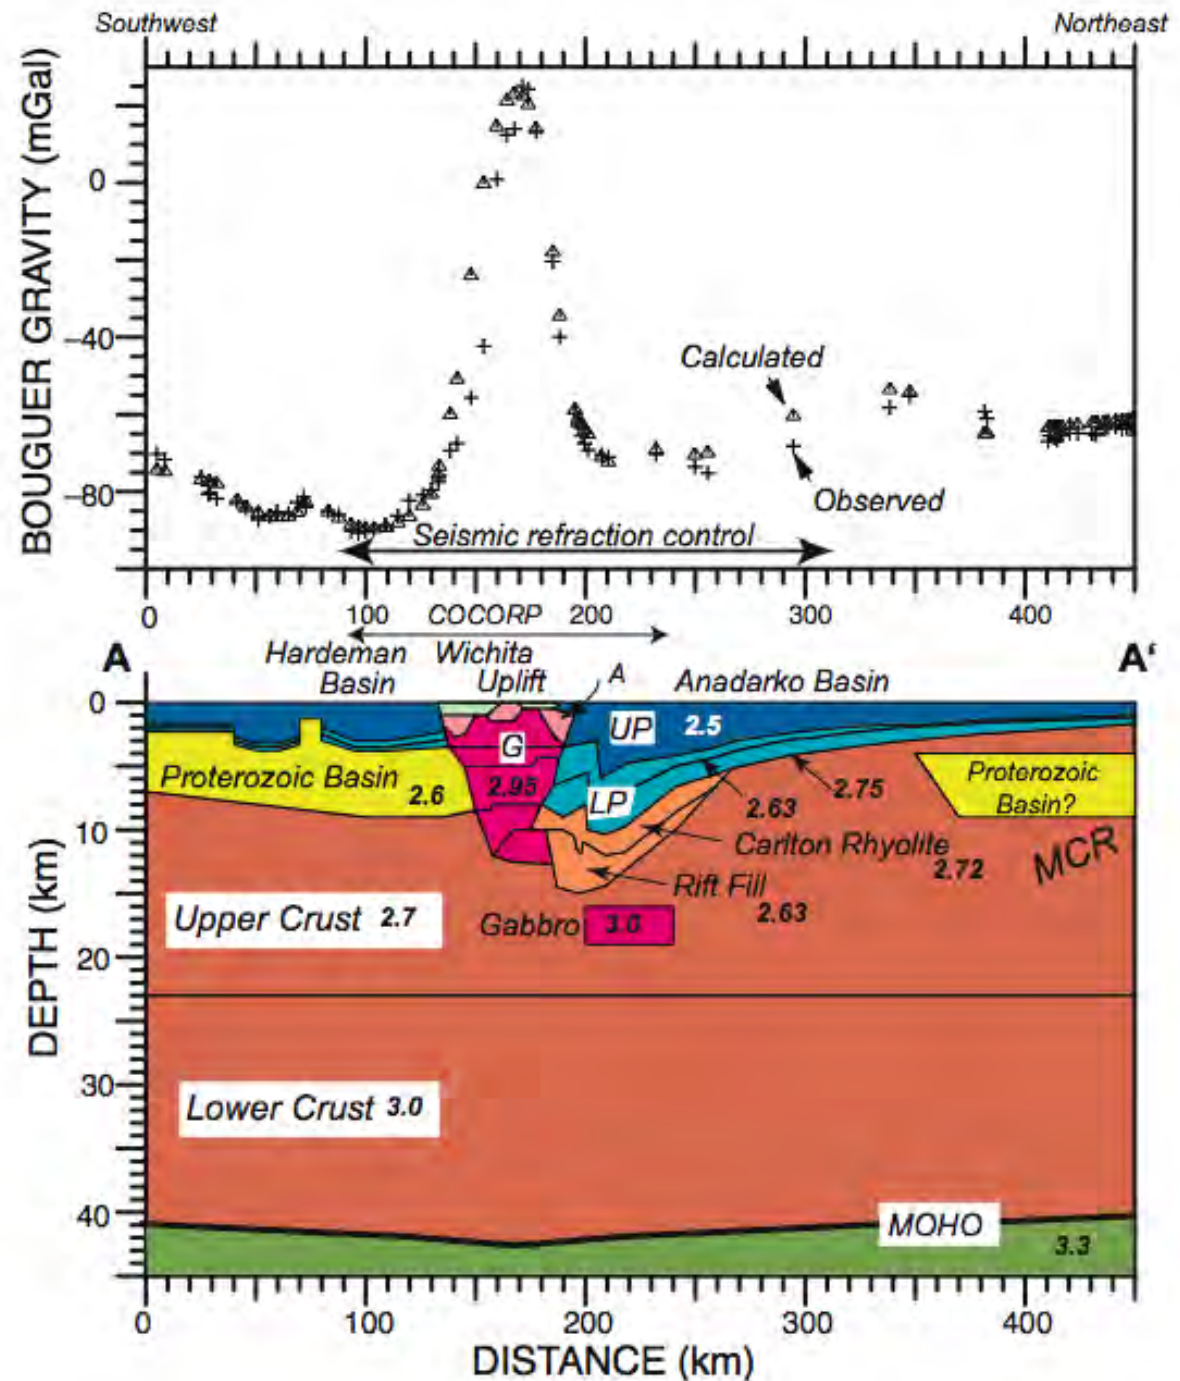 Southwest
Northeast
BOUGUER GRAVITY (mGal)
0
−40
−80
Calculated
Observed
Seismic refraction control
0
100
200
300
400
COCORP
A
Hardeman
Basin
Wichita
Uplift
A
Anadarko Basin
A'
DEPTH (km)
0
10
20
30
40
UP 2.5
G
2.95
LP
Proterozoic Basin 2.6
2.63
2.75
Proterozoic
Basin?
Carlton Rhyolite
2.72
MCR
Rift Fill
2.63
Upper Crust 2.7
Gabbro 3.0
Lower Crust 3.0
MOHO
3.3
0
100
200
300
400
DISTANCE (km)